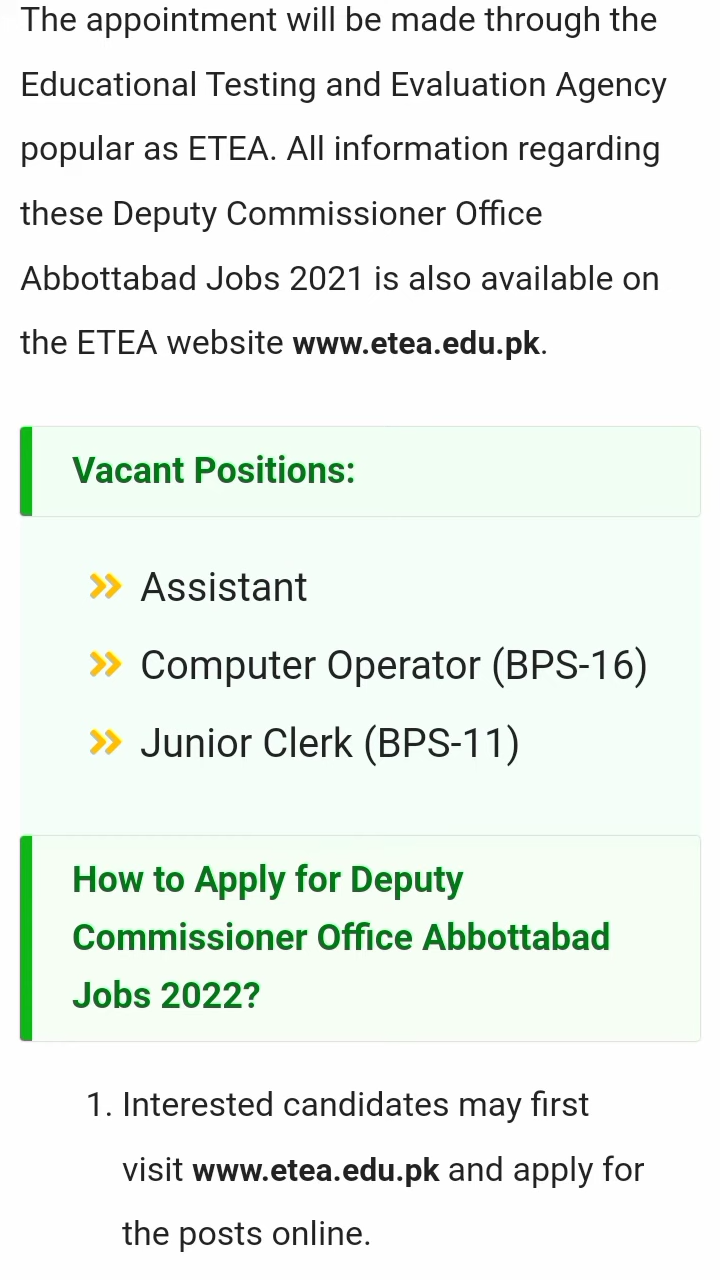 The appointment will be made through the
Educational Testing and Evaluation Agency
popular as ETEA. All information regarding
these Deputy Commissioner Office
Abbottabad Jobs 2021 is also available on
the ETEA website www.etea.edu.pk.
Vacant Positions:
Assistant
Computer Operator (BPS-16)
Junior Clerk (BPS-11)
How to Apply for Deputy
Commissioner Office Abbottabad
Jobs 2022?
1. Interested candidates may first
visit www.etea.edu.pk and apply for
the posts online.